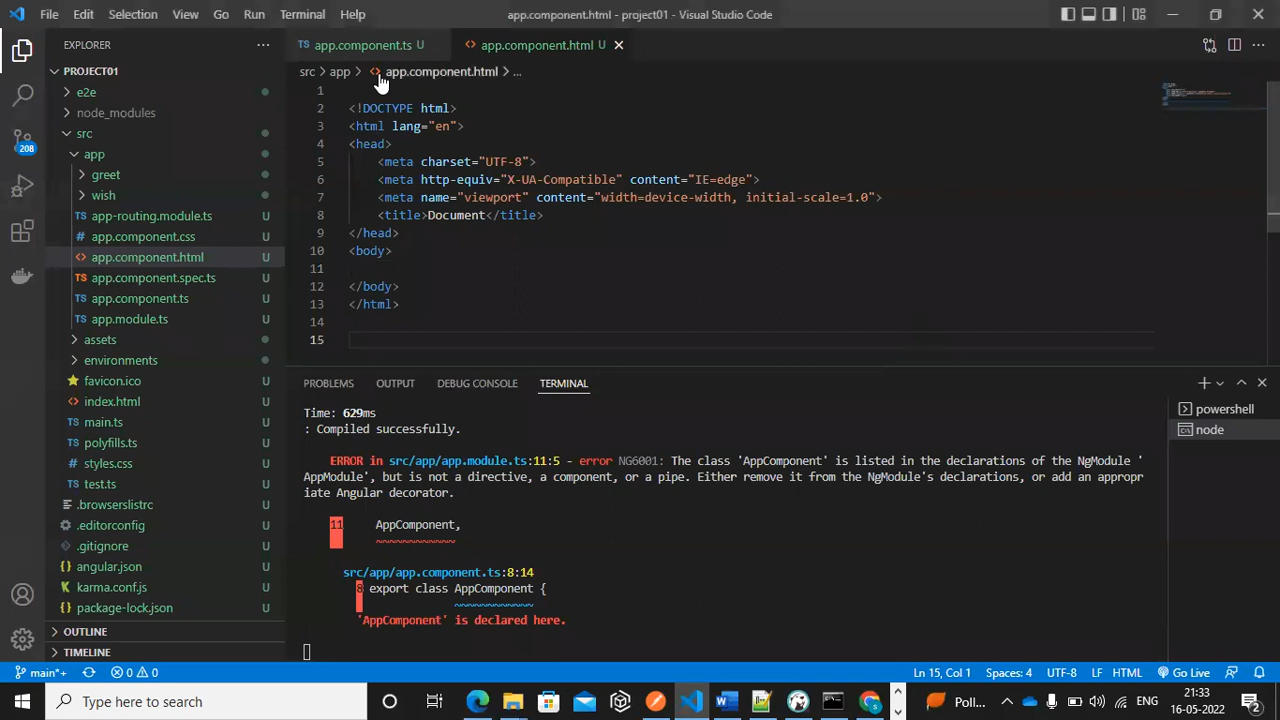 File Edit Selection View Go Run Terminal Help
app.component.html - project01 - Visual Studio Code
EXPLORER
PROJECT01
e2e
node_modules
src
app
greet
wish
app-routing.module.ts U
app.component.css U
app.component.html U
app.component.spec.ts U
app.component.ts U
app.module.ts U
assets
environments
favicon.ico U
index.html U
main.ts U
polyfills.ts U
styles.css U
test.ts U
.browserslistrc U
.editorconfig U
.gitignore U
angular.json U
karma.conf.js U
package-lock.json U
OUTLINE
TIMELINE
208
TS app.component.ts U
app.component.html U
src > app > app.component.html > ...
1
2 <!DOCTYPE html>
3 <html lang="en">
4 <head>
5 <meta charset="UTF-8">
6 <meta http-equiv="X-UA-Compatible" content="IE=edge">
7 <meta name="viewport" content="width=device-width, initial-scale=1.0">
8 <title>Document</title>
9 </head>
10 <body>
11
12 </body>
13 </html>
14
15
PROBLEMS OUTPUT DEBUG CONSOLE TERMINAL
powershell
node
Time: 629ms
: Compiled successfully.
ERROR in src/app/app.module.ts:11:5 - error NG6001: The class 'AppComponent' is listed in the declarations of the NgModule '
AppModule', but is not a directive, a component, or a pipe. Either remove it from the NgModule's declarations, or add an appropr
iate Angular decorator.
11 AppComponent,
~~~~~~~~~~~~
src/app/app.component.ts:8:14
8 export class AppComponent {
~~~~~~~~~~~~
'AppComponent' is declared here.
main*+ 0 0
Ln 15, Col 1 Spaces: 4 UTF-8 LF HTML Go Live
Type here to search
Poll...
ENG
21:33
16-05-2022
2